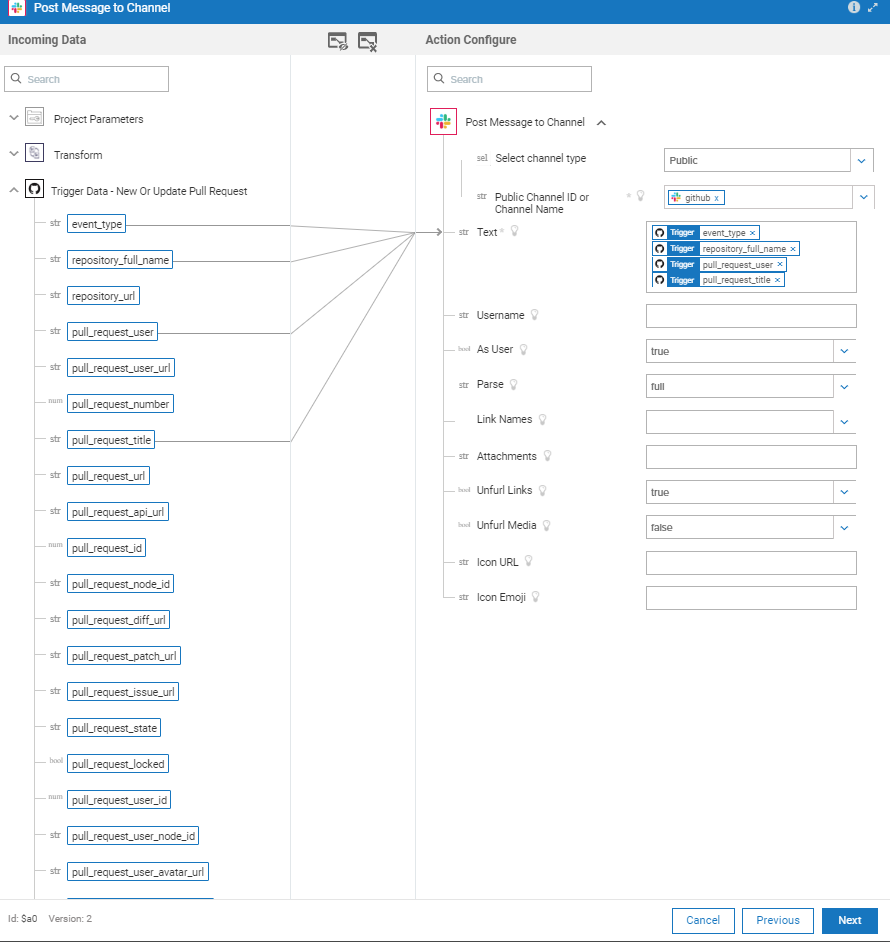 Post Message to Channel
Incoming Data
Action Configure
Search
Search
Project Parameters
Transform
Trigger Data - New Or Update Pull Request
str event_type
str repository_full_name
str repository_url
str pull_request_user
str pull_request_user_url
num pull_request_number
str pull_request_title
str pull_request_url
str pull_request_api_url
num pull_request_id
str pull_request_node_id
str pull_request_diff_url
str pull_request_patch_url
str pull_request_issue_url
str pull_request_state
bool pull_request_locked
num pull_request_user_id
str pull_request_user_node_id
str pull_request_user_avatar_url
Post Message to Channel
sel Select channel type Public
str Public Channel ID or
Channel Name * github x
str Text * Trigger event_type ×
Trigger repository_full_name ×
Trigger pull_request_user ×
Trigger pull_request_title ×
str Username
bool As User true
str Parse full
Link Names
str Attachments
bool Unfurl Links true
bool Unfurl Media false
str Icon URL
str Icon Emoji
Id: $a0 Version: 2
Cancel Previous Next